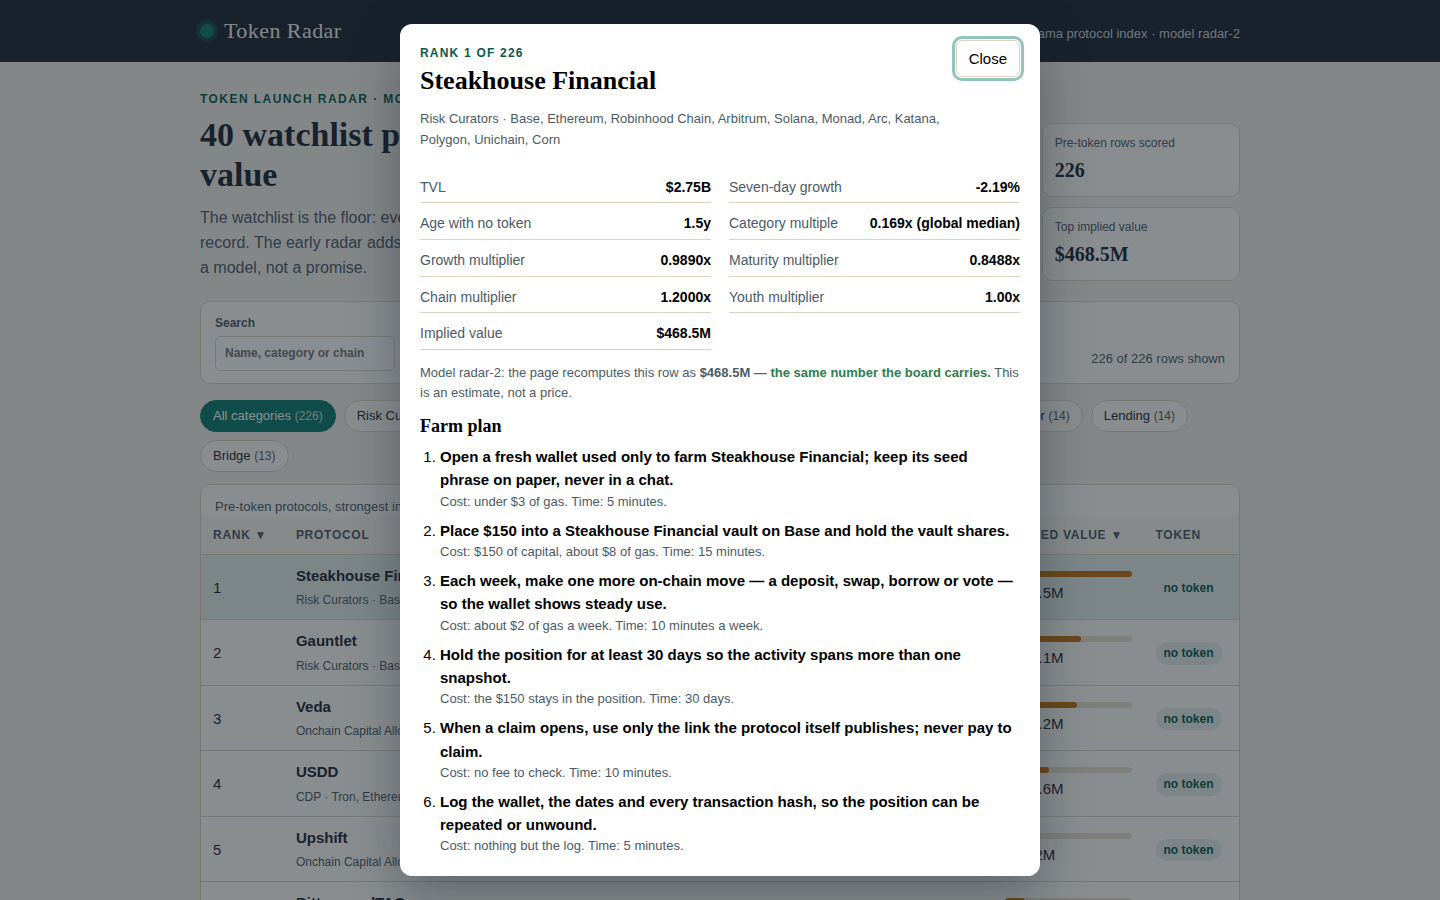 Token Radar
ama protocol index · model radar-2
TOKEN LAUNCH RADAR · MO
40 watchlist p
value
The watchlist is the floor: eve
record. The early radar adds
a model, not a promise.
Pre-token rows scored
226
Top implied value
$468.5M
Search
Name, category or chain
226 of 226 rows shown
All categories (226)
Risk Cu
r (14)
Lending (14)
Bridge (13)
Pre-token protocols, strongest im
RANK ▼ PROTOCOL ED VALUE ▼ TOKEN
1 Steakhouse Fin .5M no token
Risk Curators · Bas
2 Gauntlet .1M no token
Risk Curators · Bas
3 Veda .2M no token
Onchain Capital Allo
4 USDD .6M no token
CDP · Tron, Ethere
5 Upshift 2M no token
Onchain Capital Allo
RANK 1 OF 226
Steakhouse Financial
Close
Risk Curators · Base, Ethereum, Robinhood Chain, Arbitrum, Solana, Monad, Arc, Katana,
Polygon, Unichain, Corn
TVL $2.75B Seven-day growth -2.19%
Age with no token 1.5y Category multiple 0.169x (global median)
Growth multiplier 0.9890x Maturity multiplier 0.8488x
Chain multiplier 1.2000x Youth multiplier 1.00x
Implied value $468.5M
Model radar-2: the page recomputes this row as $468.5M — the same number the board carries. This
is an estimate, not a price.
Farm plan
1. Open a fresh wallet used only to farm Steakhouse Financial; keep its seed
phrase on paper, never in a chat.
Cost: under $3 of gas. Time: 5 minutes.
2. Place $150 into a Steakhouse Financial vault on Base and hold the vault shares.
Cost: $150 of capital, about $8 of gas. Time: 15 minutes.
3. Each week, make one more on-chain move — a deposit, swap, borrow or vote —
so the wallet shows steady use.
Cost: about $2 of gas a week. Time: 10 minutes a week.
4. Hold the position for at least 30 days so the activity spans more than one
snapshot.
Cost: the $150 stays in the position. Time: 30 days.
5. When a claim opens, use only the link the protocol itself publishes; never pay to
claim.
Cost: no fee to check. Time: 10 minutes.
6. Log the wallet, the dates and every transaction hash, so the position can be
repeated or unwound.
Cost: nothing but the log. Time: 5 minutes.